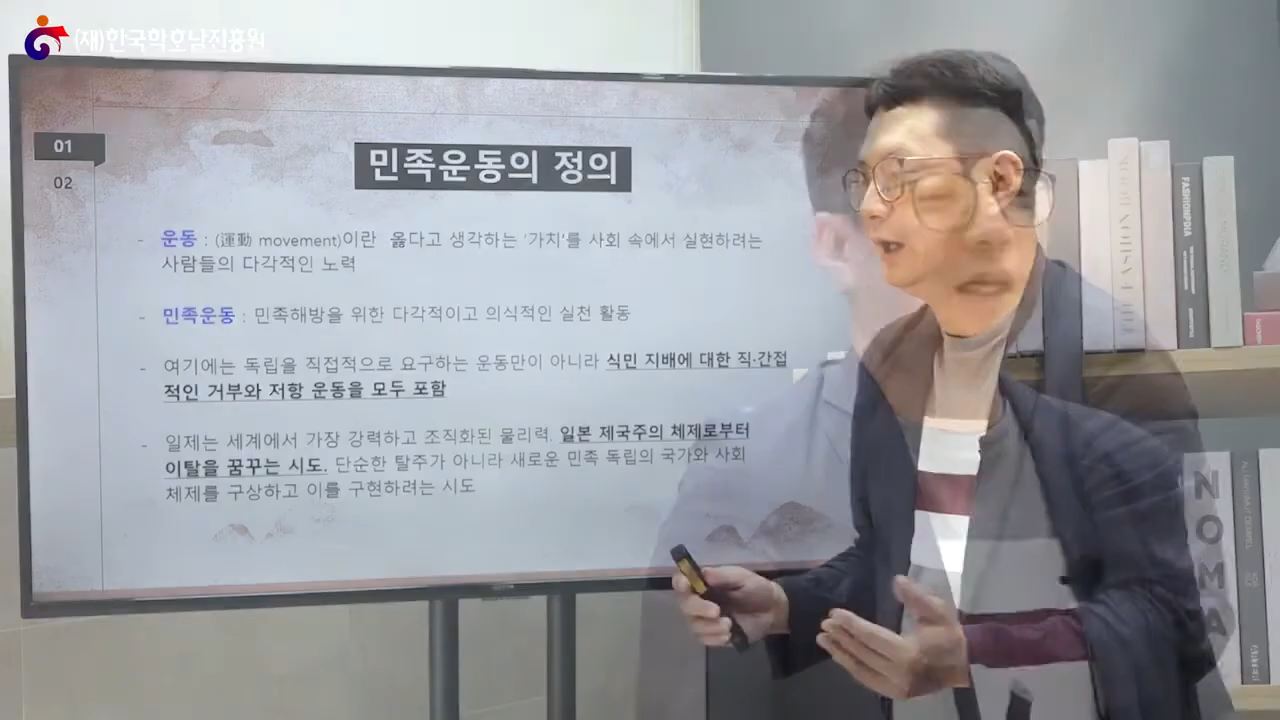 (재)한국학호남진흥원
01
02
민족운동의 정의
- 운동 : (運動 movement)이란 옳다고 생각하는 '가치'를 사회 속에서 실현하려는
사람들의 다각적인 노력
- 민족운동 : 민족해방을 위한 다각적이고 의식적인 실천 활동
- 여기에는 독립을 직접적으로 요구하는 운동만이 아니라 식민 지배에 대한 직·간접
적인 거부와 저항 운동을 모두 포함
- 일제는 세계에서 가장 강력하고 조직화된 물리력. 일본 제국주의 체제로부터
이탈을 꿈꾸는 시도. 단순한 탈주가 아니라 새로운 민족 독립의 국가와 사회
체제를 구상하고 이를 구현하려는 시도
FASHIONPDIA
NOMA